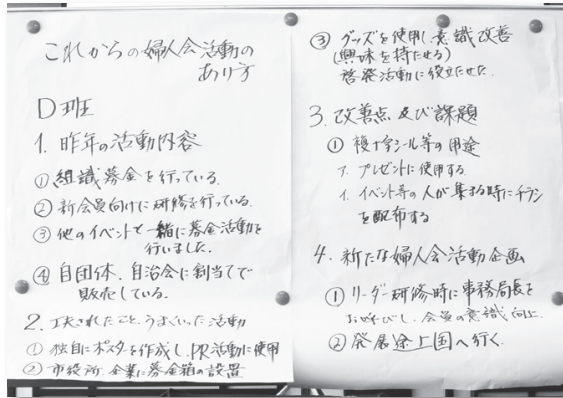 これからの婦人会活動の
あり方
D班
1. 昨年の活動内容
① 組織募金を行っている.
② 新会員向けに研修を行っている.
③ 他のイベントと一緒に募金活動を
行いました.
④ 自団体.自治会に割当てで
販売している.
2. 工夫されたこと、うまくいった活動
① 独自にポスターを作成し、PR活動に使用
② 市役所.企業に募金箱の設置
③ グッズを使用し意識改善
(興味を持たせる)
啓発活動に役立たせた.
3. 改善点及び課題
① 複十字シール等の用途
ア. プレゼントに使用する.
イ. イベント等の人が集まる時にチラシ
を配布する
4. 新たな婦人会活動企画
① リーダー研修時に事務局長を
お呼びし、会員の意識向上.
② 発展途上国へ行く.